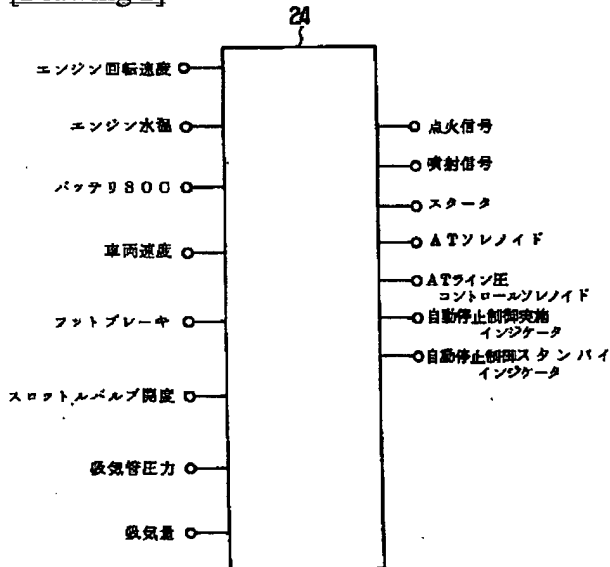 24
エンジン回転速度
エンジン水温
バッテリSOC
車両速度
フットブレーキ
スロットルバルブ開度
吸気管圧力
吸気量
点火信号
噴射信号
スタータ
ATソレノイド
ATライン圧
コントロールソレノイド
自動停止制御実施
インジケータ
自動停止制御スタンバイ
インジケータ